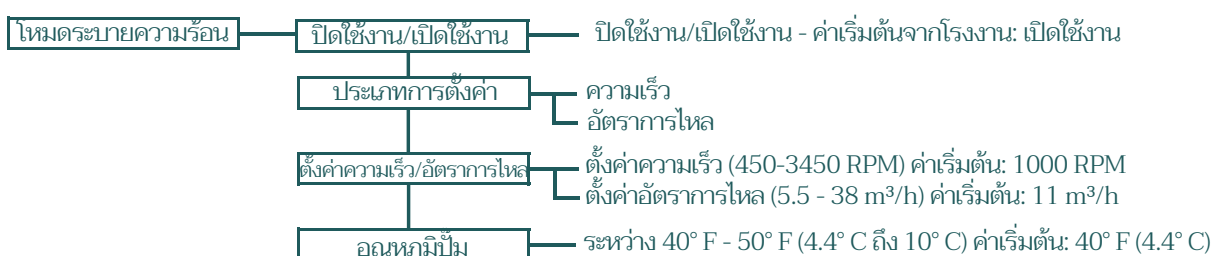 โหมดระบายความร้อน
ปิดใช้งาน/เปิดใช้งาน
ปิดใช้งาน/เปิดใช้งาน - ค่าเริ่มต้นจากโรงงาน: เปิดใช้งาน
ประเภทการตั้งค่า
ความเร็ว
อัตราการไหล
ตั้งค่าความเร็ว/อัตราการไหล
ตั้งค่าความเร็ว (450-3450 RPM) ค่าเริ่มต้น: 1000 RPM
ตั้งค่าอัตราการไหล (5.5 - 38 m³/h) ค่าเริ่มต้น: 11 m³/h
อุณหภูมิปั๊ม
ระหว่าง 40° F - 50° F (4.4° C ถึง 10° C) ค่าเริ่มต้น: 40° F (4.4° C)